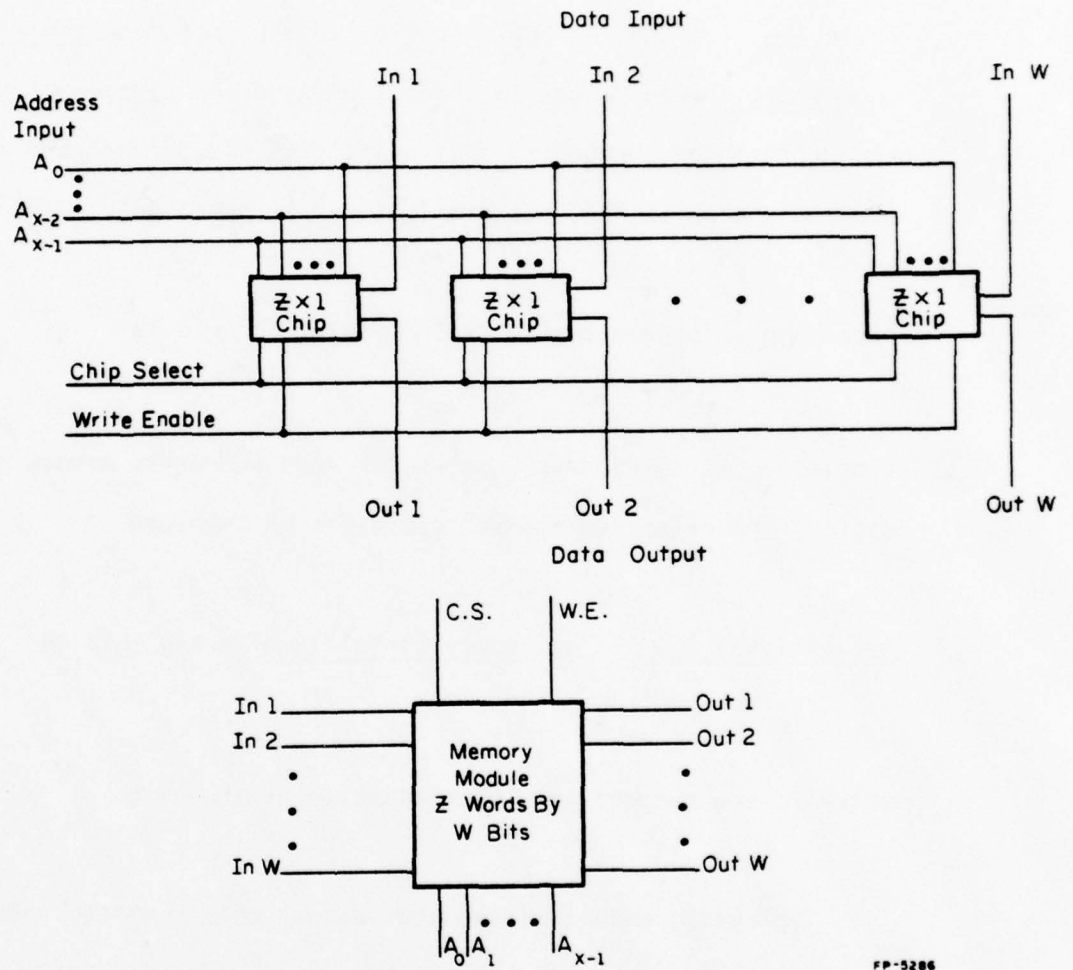 Data Input
In 1
In 2
In W
Address
Input
A₀
Aₓ₋₂
Aₓ₋₁
Ƶ × 1
Chip
Ƶ × 1
Chip
Ƶ × 1
Chip
Chip Select
Write Enable
Out 1
Out 2
Out W
Data Output
C.S.
W.E.
In 1
In 2
In W
Memory
Module
Ƶ Words By
W Bits
Out 1
Out 2
Out W
A₀ A₁ Aₓ₋₁
FP-5286